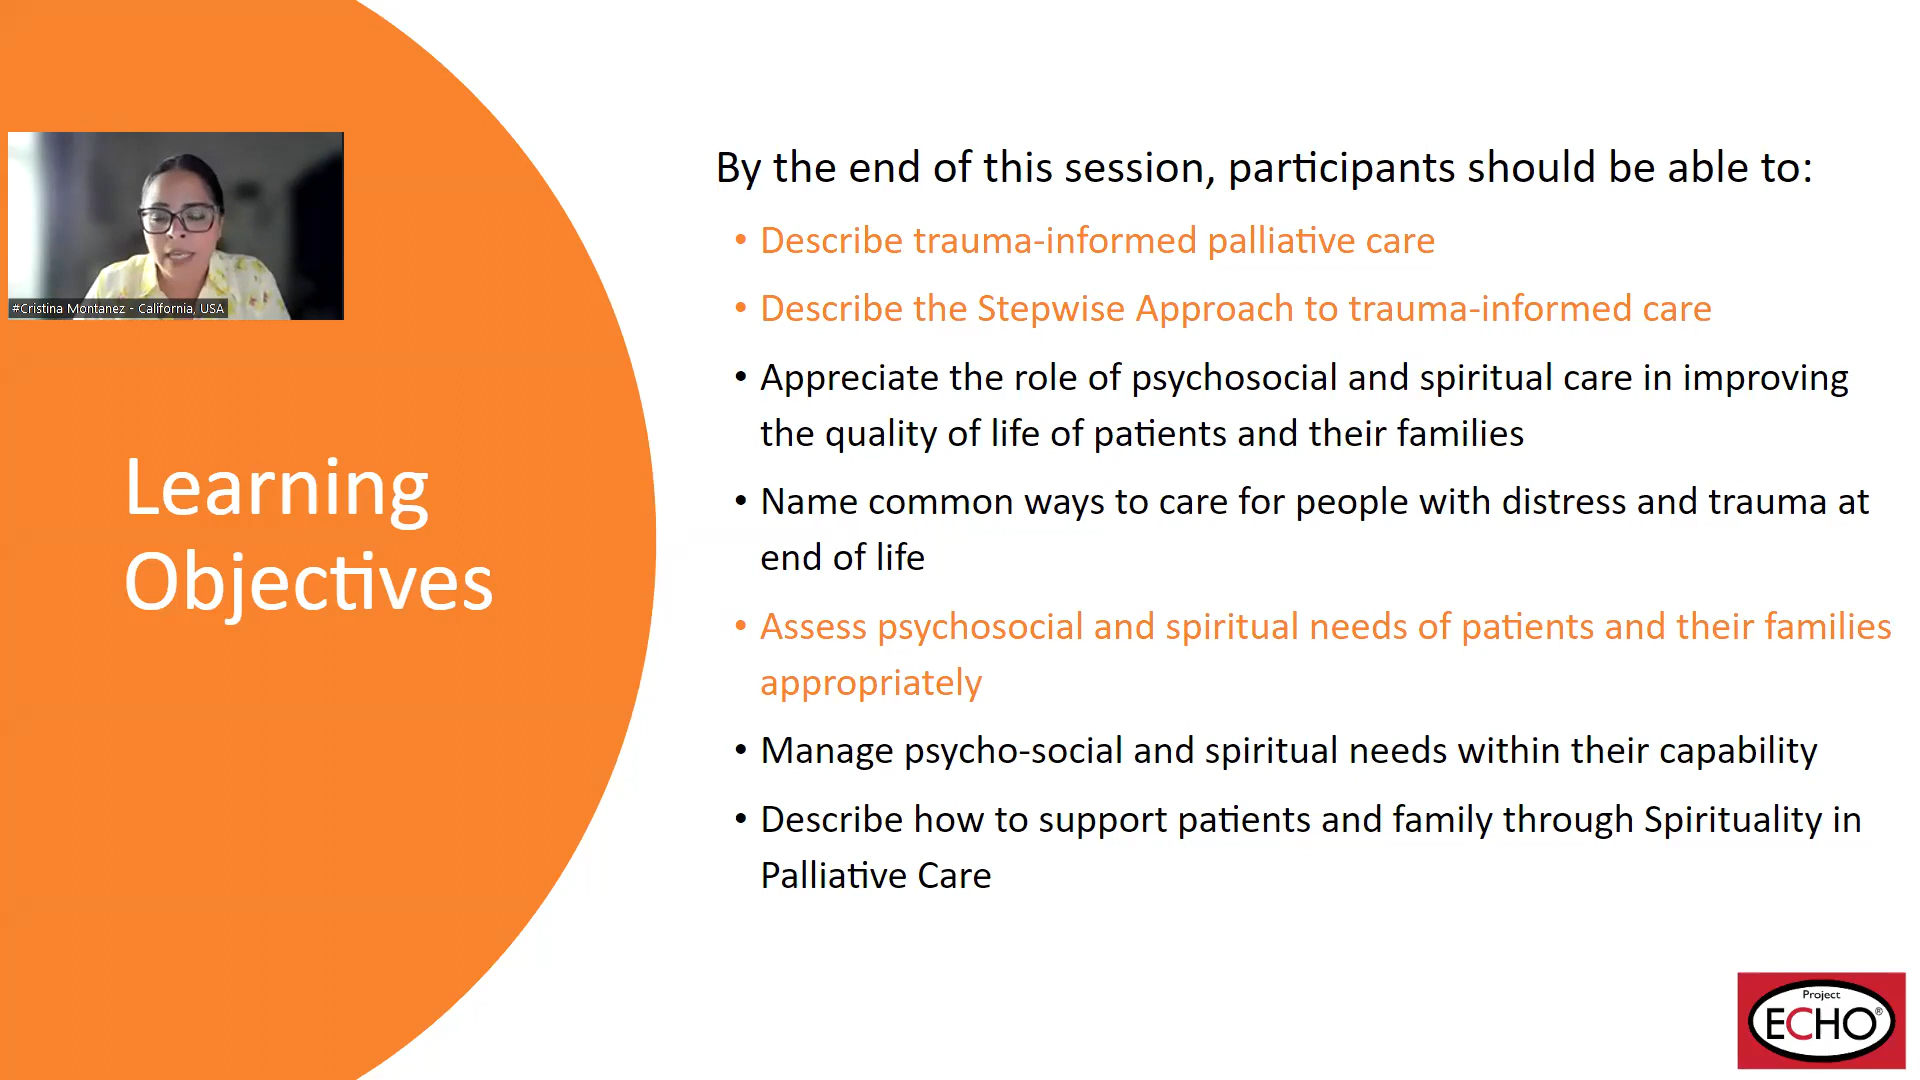 #Cristina Montanez - California, USA
Learning
Objectives
By the end of this session, participants should be able to:
• Describe trauma-informed palliative care
• Describe the Stepwise Approach to trauma-informed care
• Appreciate the role of psychosocial and spiritual care in improving
the quality of life of patients and their families
• Name common ways to care for people with distress and trauma at
end of life
• Assess psychosocial and spiritual needs of patients and their families
appropriately
• Manage psycho-social and spiritual needs within their capability
• Describe how to support patients and family through Spirituality in
Palliative Care
Project
ECHO®